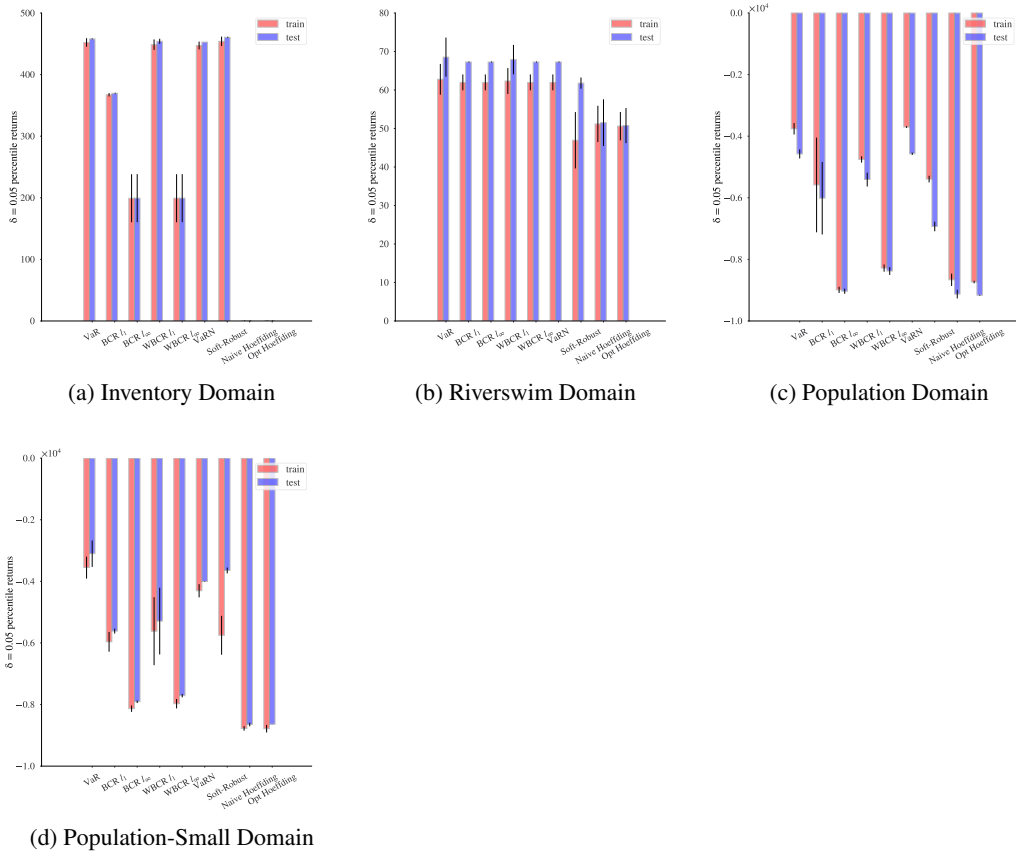 500
400
300
200
100
0
δ = 0.05 percentile returns
train
test
VaR
BCR l₁
BCR l∞
WBCR l₁
WBCR l∞
VaRN
Soft-Robust
Naive Hoeffding
Opt Hoeffding
(a) Inventory Domain
80
70
60
50
40
30
20
10
0
δ = 0.05 percentile returns
train
test
VaR
BCR l₁
BCR l∞
WBCR l₁
WBCR l∞
VaRN
Soft-Robust
Naive Hoeffding
Opt Hoeffding
(b) Riverswim Domain
×10⁴
0.0
−0.2
−0.4
−0.6
−0.8
−1.0
δ = 0.05 percentile returns
train
test
VaR
BCR l₁
BCR l∞
WBCR l₁
WBCR l∞
VaRN
Soft-Robust
Naive Hoeffding
Opt Hoeffding
(c) Population Domain
×10⁴
0.0
−0.2
−0.4
−0.6
−0.8
−1.0
δ = 0.05 percentile returns
train
test
VaR
BCR l₁
BCR l∞
WBCR l₁
WBCR l∞
VaRN
Soft-Robust
Naive Hoeffding
Opt Hoeffding
(d) Population-Small Domain